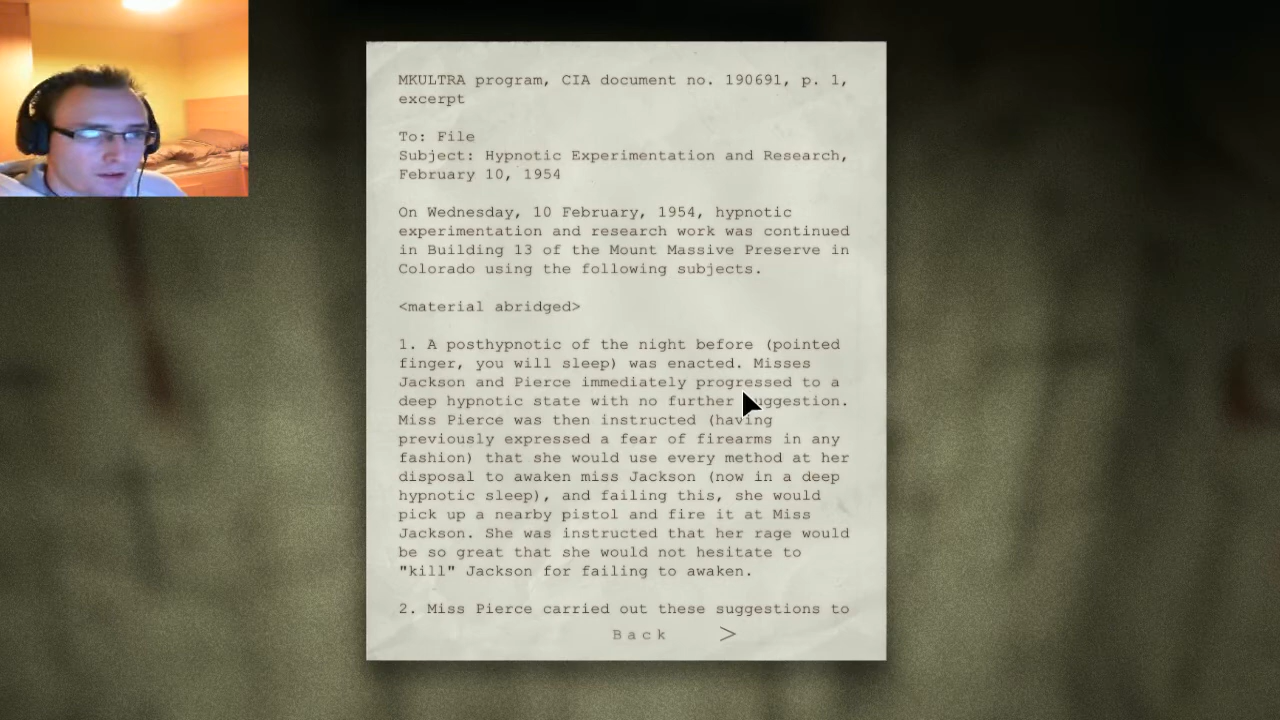 MKULTRA program, CIA document no. 190691, p. 1,
excerpt
To: File
Subject: Hypnotic Experimentation and Research,
February 10, 1954
On Wednesday, 10 February, 1954, hypnotic
experimentation and research work was continued
in Building 13 of the Mount Massive Preserve in
Colorado using the following subjects.
<material abridged>
1. A posthypnotic of the night before (pointed
finger, you will sleep) was enacted. Misses
Jackson and Pierce immediately progressed to a
deep hypnotic state with no further suggestion.
Miss Pierce was then instructed (having
previously expressed a fear of firearms in any
fashion) that she would use every method at her
disposal to awaken miss Jackson (now in a deep
hypnotic sleep), and failing this, she would
pick up a nearby pistol and fire it at Miss
Jackson. She was instructed that her rage would
be so great that she would not hesitate to
"kill" Jackson for failing to awaken.
2. Miss Pierce carried out these suggestions to
Back >